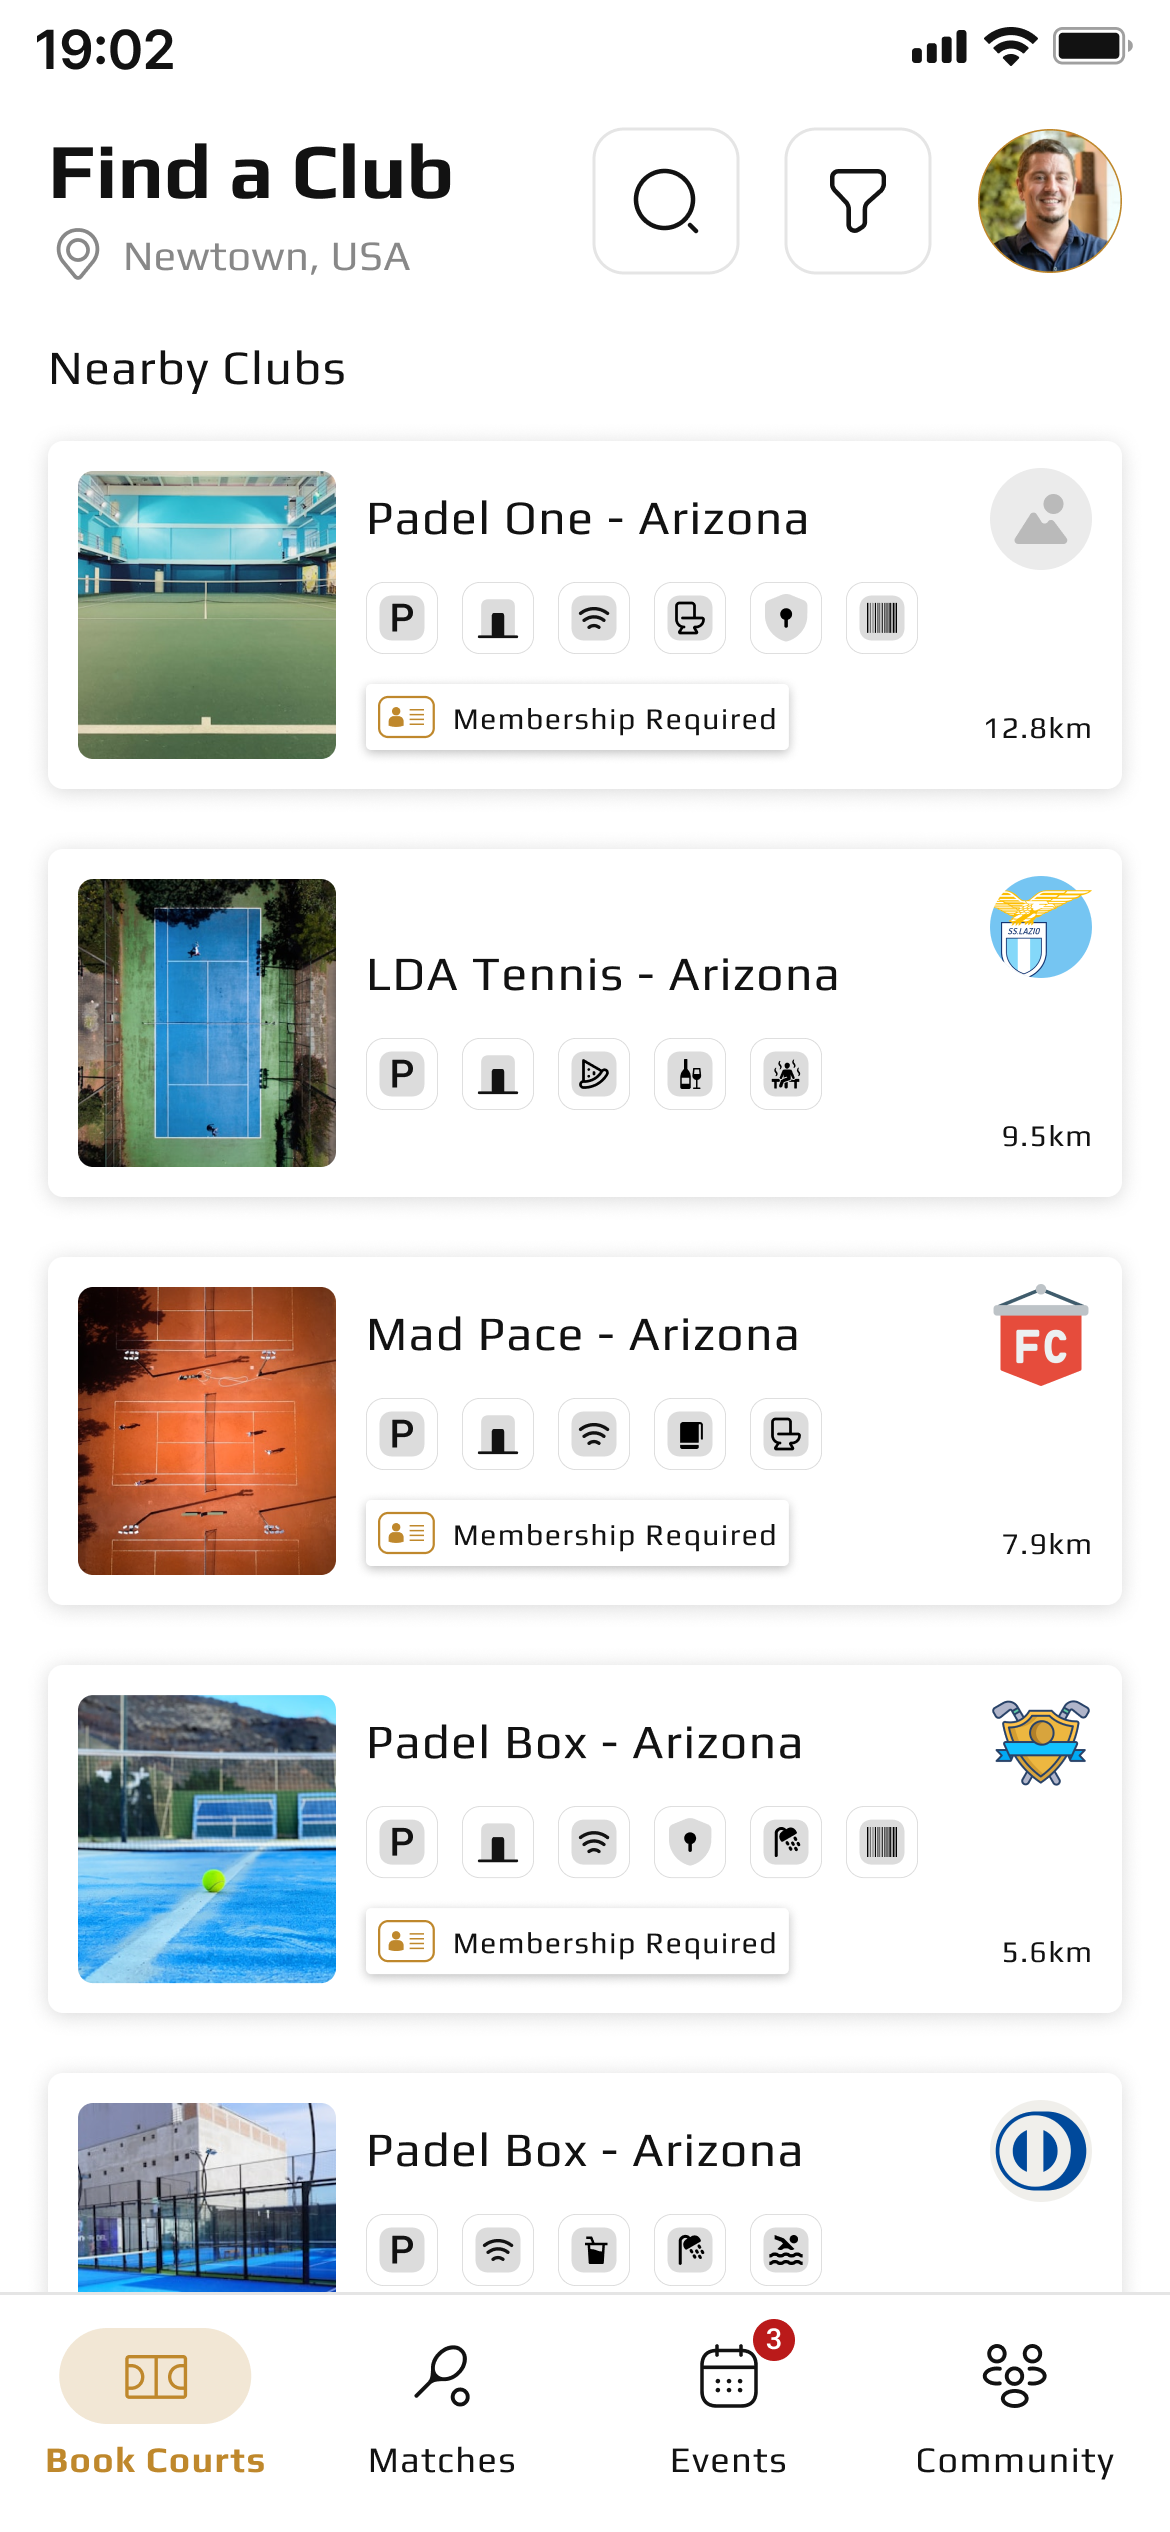 19:02
Find a Club
Newtown, USA
Nearby Clubs
Padel One - Arizona
P
Membership Required
12.8km
SS.LAZIO
LDA Tennis - Arizona
P
9.5km
FC
Mad Pace - Arizona
P
Membership Required
7.9km
Padel Box - Arizona
P
Membership Required
5.6km
Padel Box - Arizona
P
3
Book Courts
Matches
Events
Community